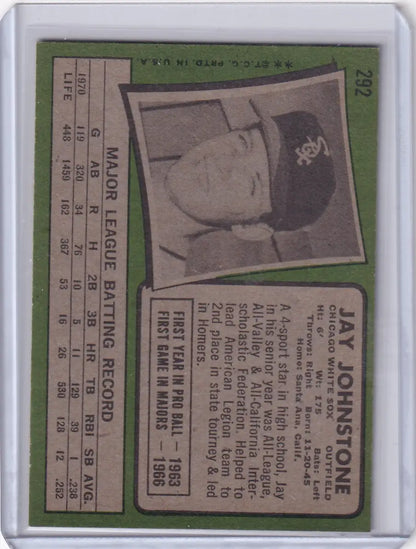 292
JAY JOHNSTONE
CHICAGO WHITE SOX OUTFIELD
Ht: 6' Wt: 175 Bats: Left
Throws: Right Born: 11-20-45
Home: Santa Ana, Calif.
A 4-sport star in high school, Jay
in his senior year was All-League,
All-Valley & All-California Inter-
scholastic Federation. Helped to
lead American Legion team to
2nd place in state tourney & led
in Homers.
FIRST YEAR IN PRO BALL — 1963
FIRST GAME IN MAJORS — 1966
MAJOR LEAGUE BATTING RECORD
G AB R H 2B 3B HR TB RBI SB AVG.
1970 119 320 34 76 10 5 11 129 39 1 .238
LIFE 448 1459 162 367 53 16 26 530 128 12 .252
**©T.C.G. PRTD. IN U.S.A.